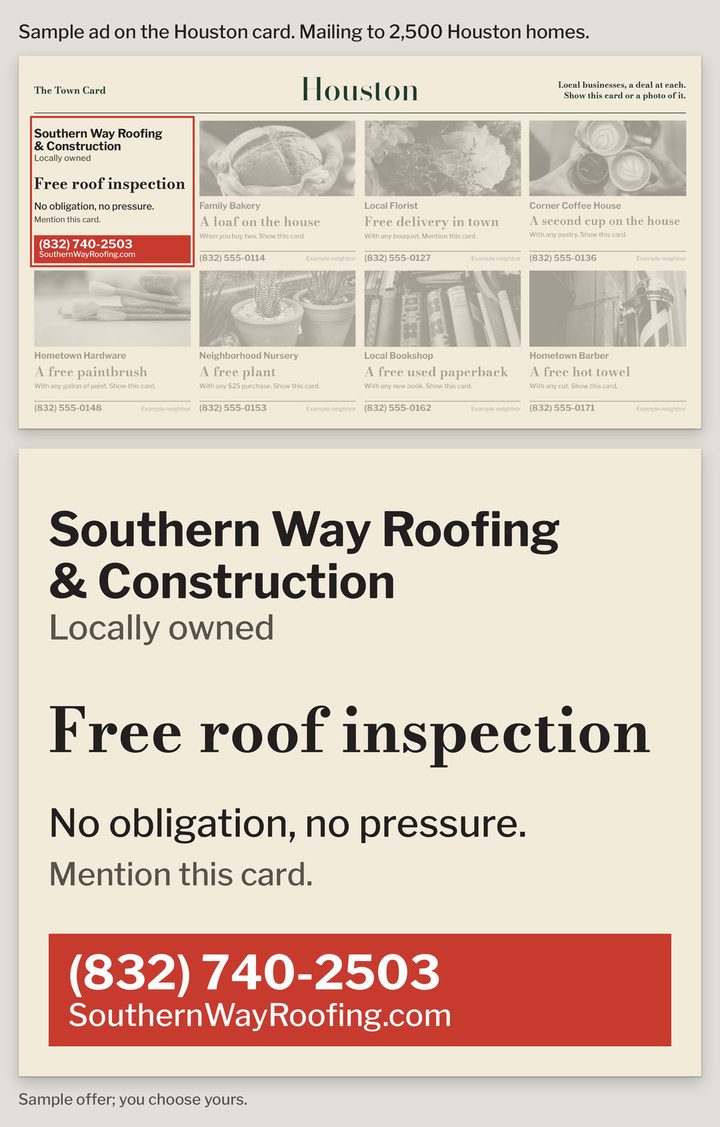 Sample ad on the Houston card. Mailing to 2,500 Houston homes.
The Town Card
Houston
Local businesses, a deal at each.
Show this card or a photo of it.
Southern Way Roofing
& Construction
Locally owned
Free roof inspection
No obligation, no pressure.
Mention this card.
(832) 740-2503
SouthernWayRoofing.com
Family Bakery
A loaf on the house
When you buy two. Show this card.
(832) 555-0114
Example neighbor
Local Florist
Free delivery in town
With any bouquet. Mention this card.
(832) 555-0127
Example neighbor
Corner Coffee House
A second cup on the house
With any pastry. Show this card.
(832) 555-0136
Example neighbor
Hometown Hardware
A free paintbrush
With any gallon of paint. Show this card.
(832) 555-0148
Example neighbor
Neighborhood Nursery
A free plant
With any $25 purchase. Show this card.
(832) 555-0153
Example neighbor
Local Bookshop
A free used paperback
With any new book. Show this card.
(832) 555-0162
Example neighbor
Hometown Barber
A free hot towel
With any cut. Show this card.
(832) 555-0171
Example neighbor
Southern Way Roofing
& Construction
Locally owned
Free roof inspection
No obligation, no pressure.
Mention this card.
(832) 740-2503
SouthernWayRoofing.com
Sample offer; you choose yours.